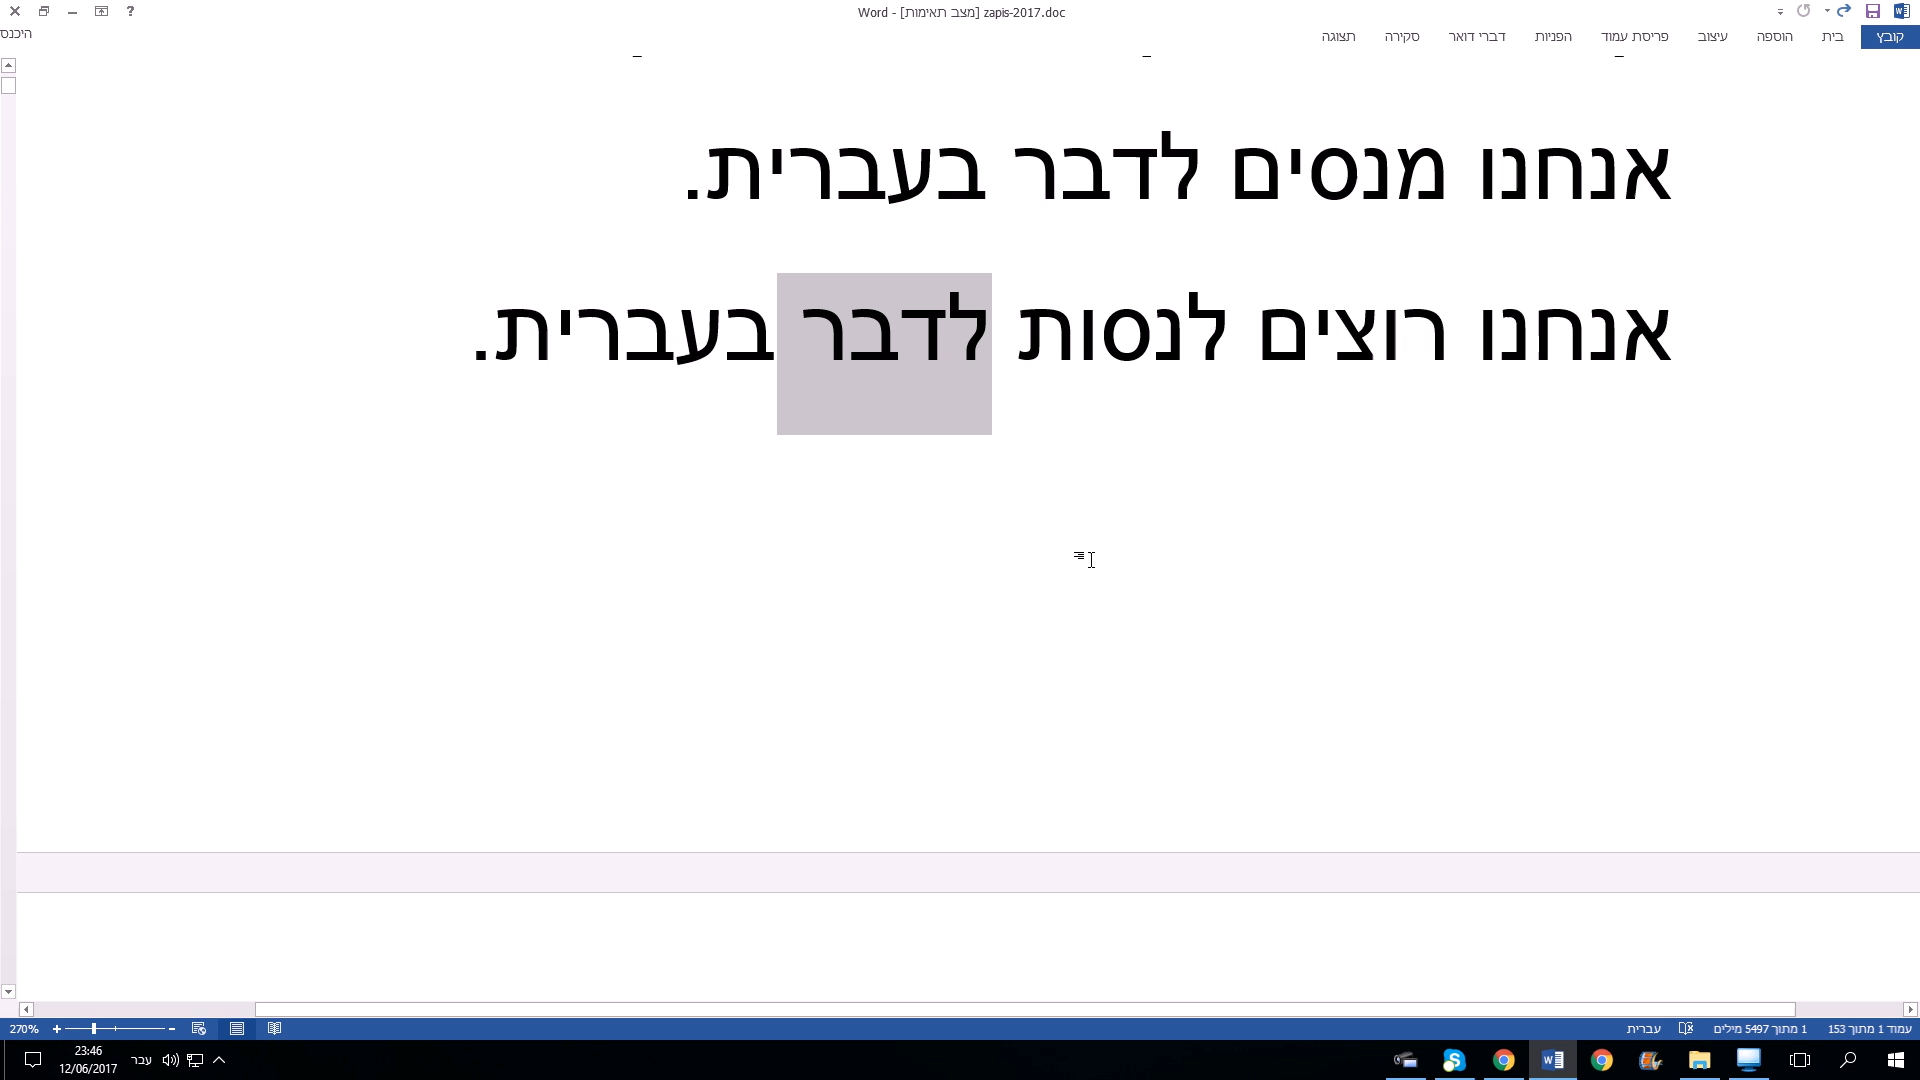 zapis-2017.doc [מצב תאימות] - Word
היכנס
קובץ בית הוספה עיצוב פריסת עמוד הפניות דברי דואר סקירה תצוגה
אנחנו מנסים לדבר בעברית.
אנחנו רוצים לנסות לדבר בעברית.
עמוד 1 מתוך 153 1 מתוך 5497 מילים עברית 270%
עבר 23:46
12/06/2017